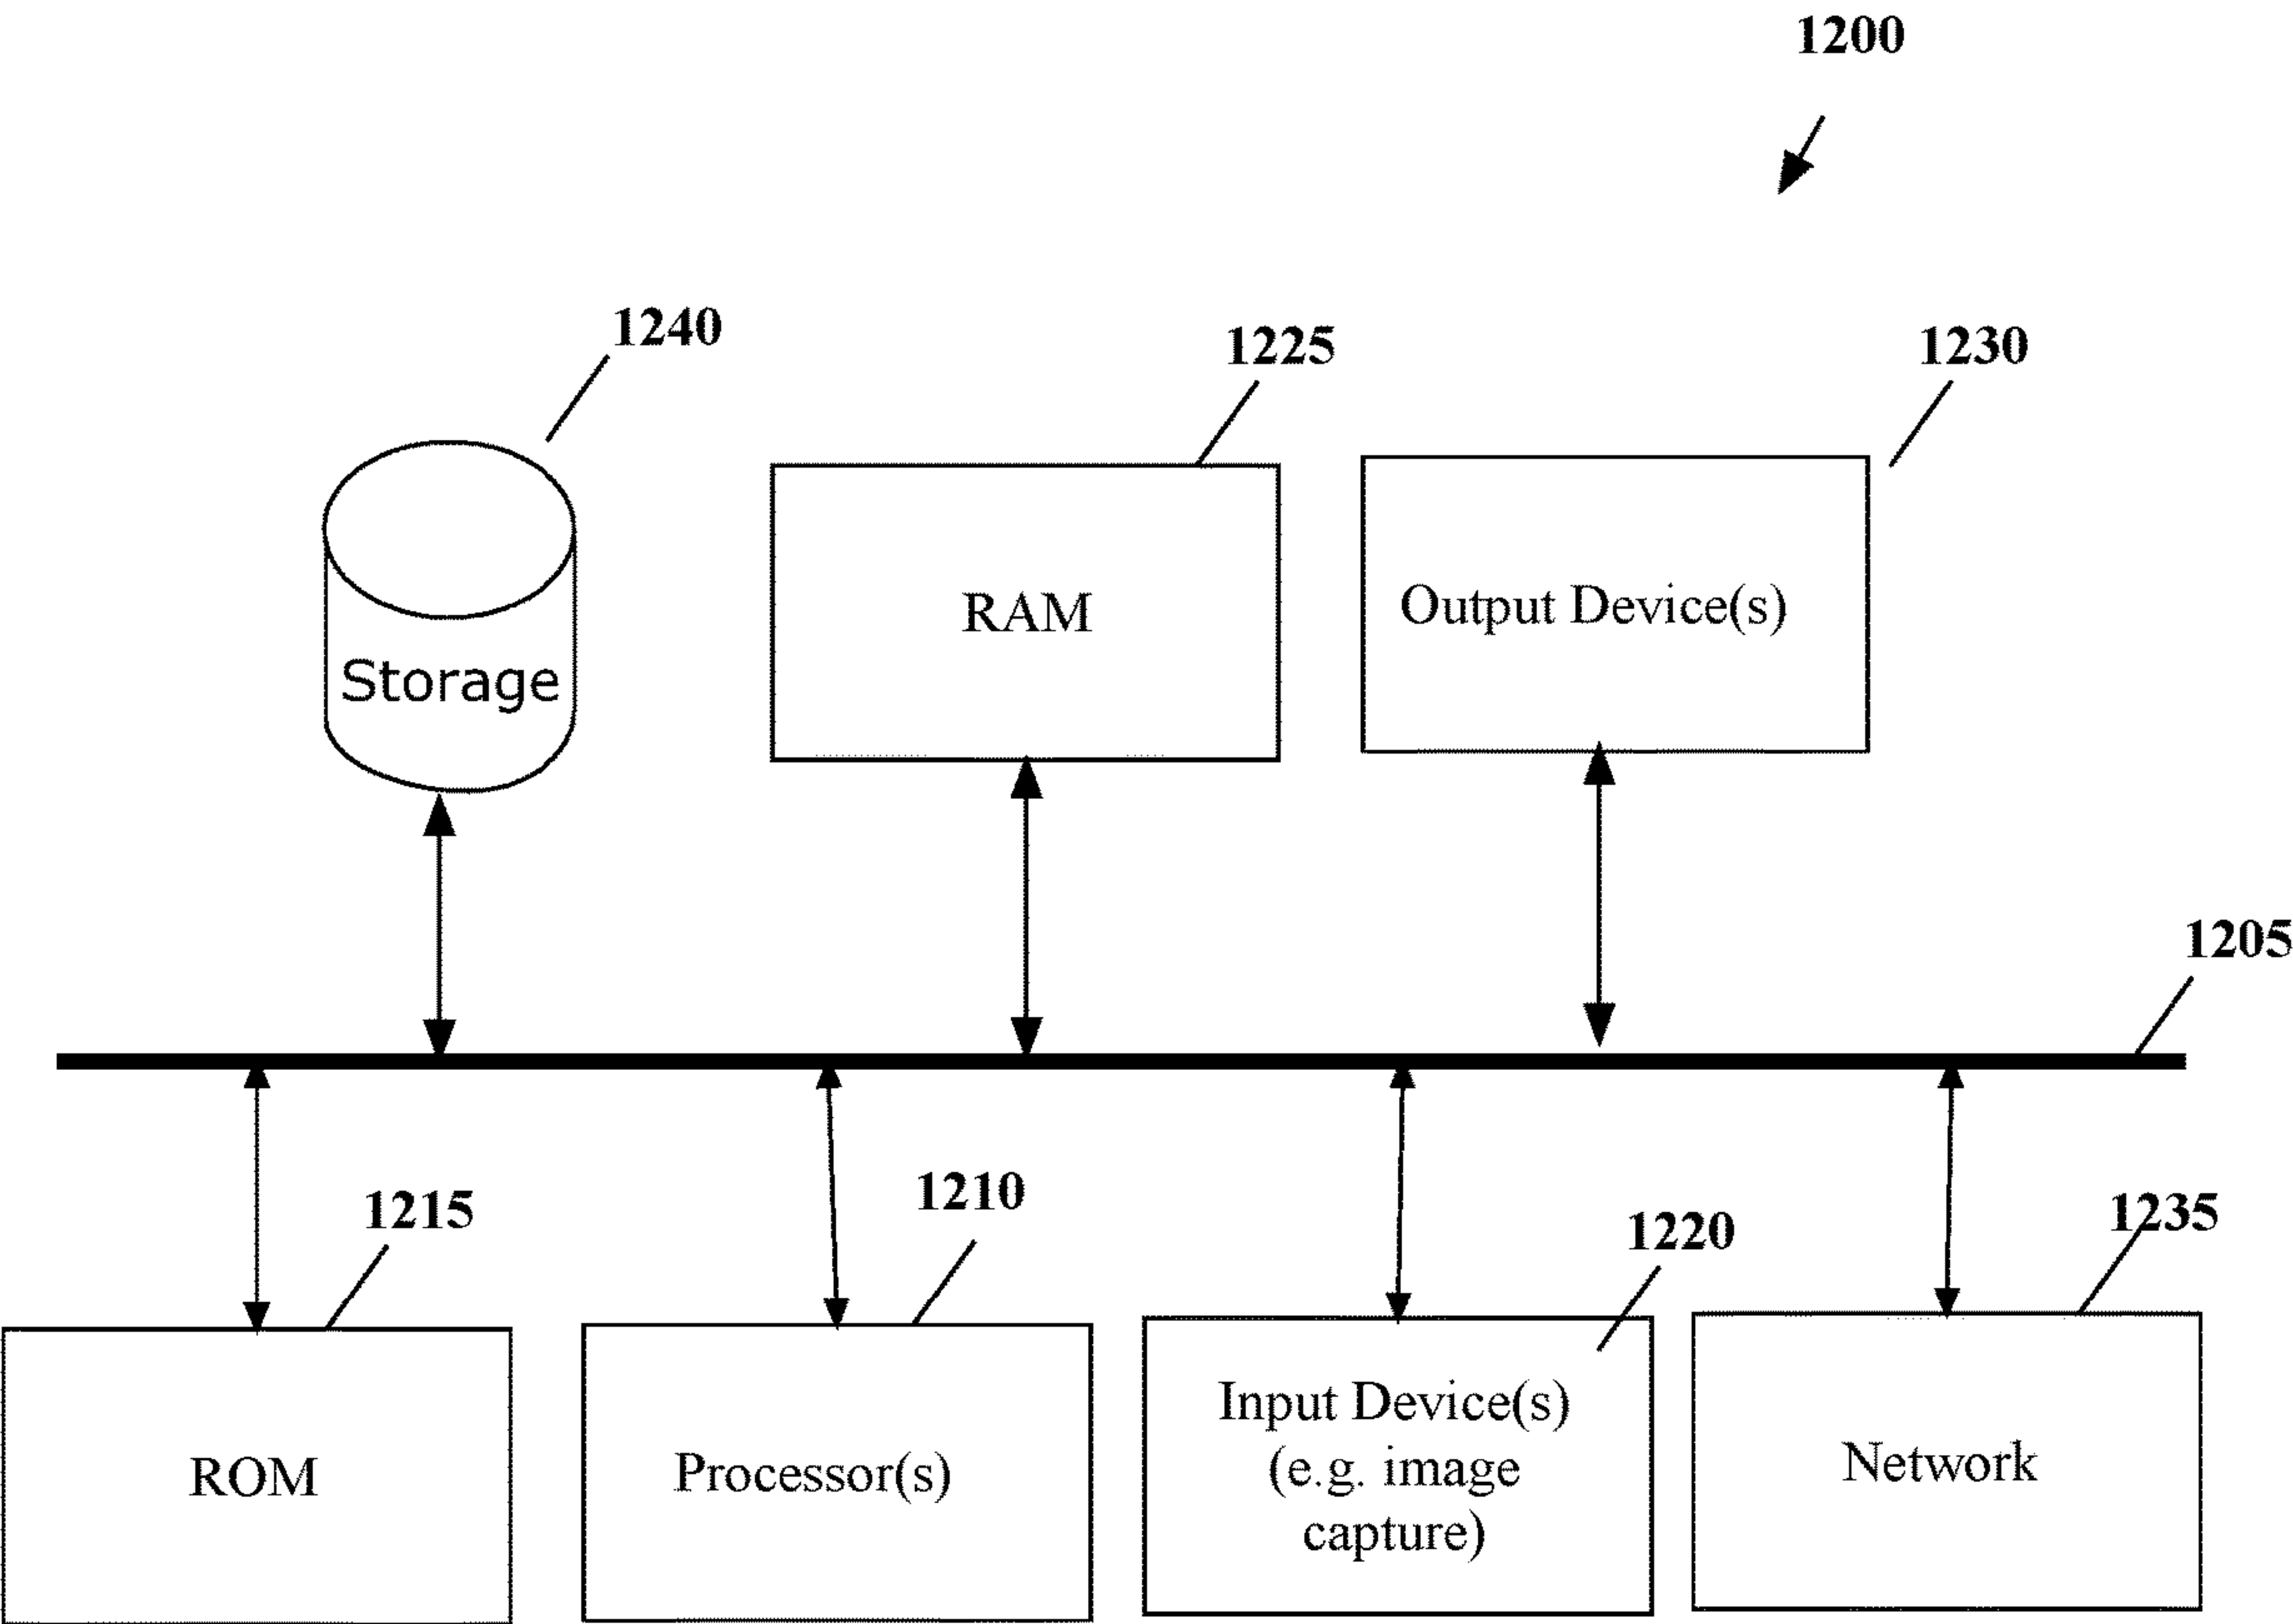 1200
1240
1225
1230
Storage
RAM
Output Device(s)
1205
1215
1210
1220
1235
ROM
Processor(s)
Input Device(s)
(e.g. image
capture)
Network